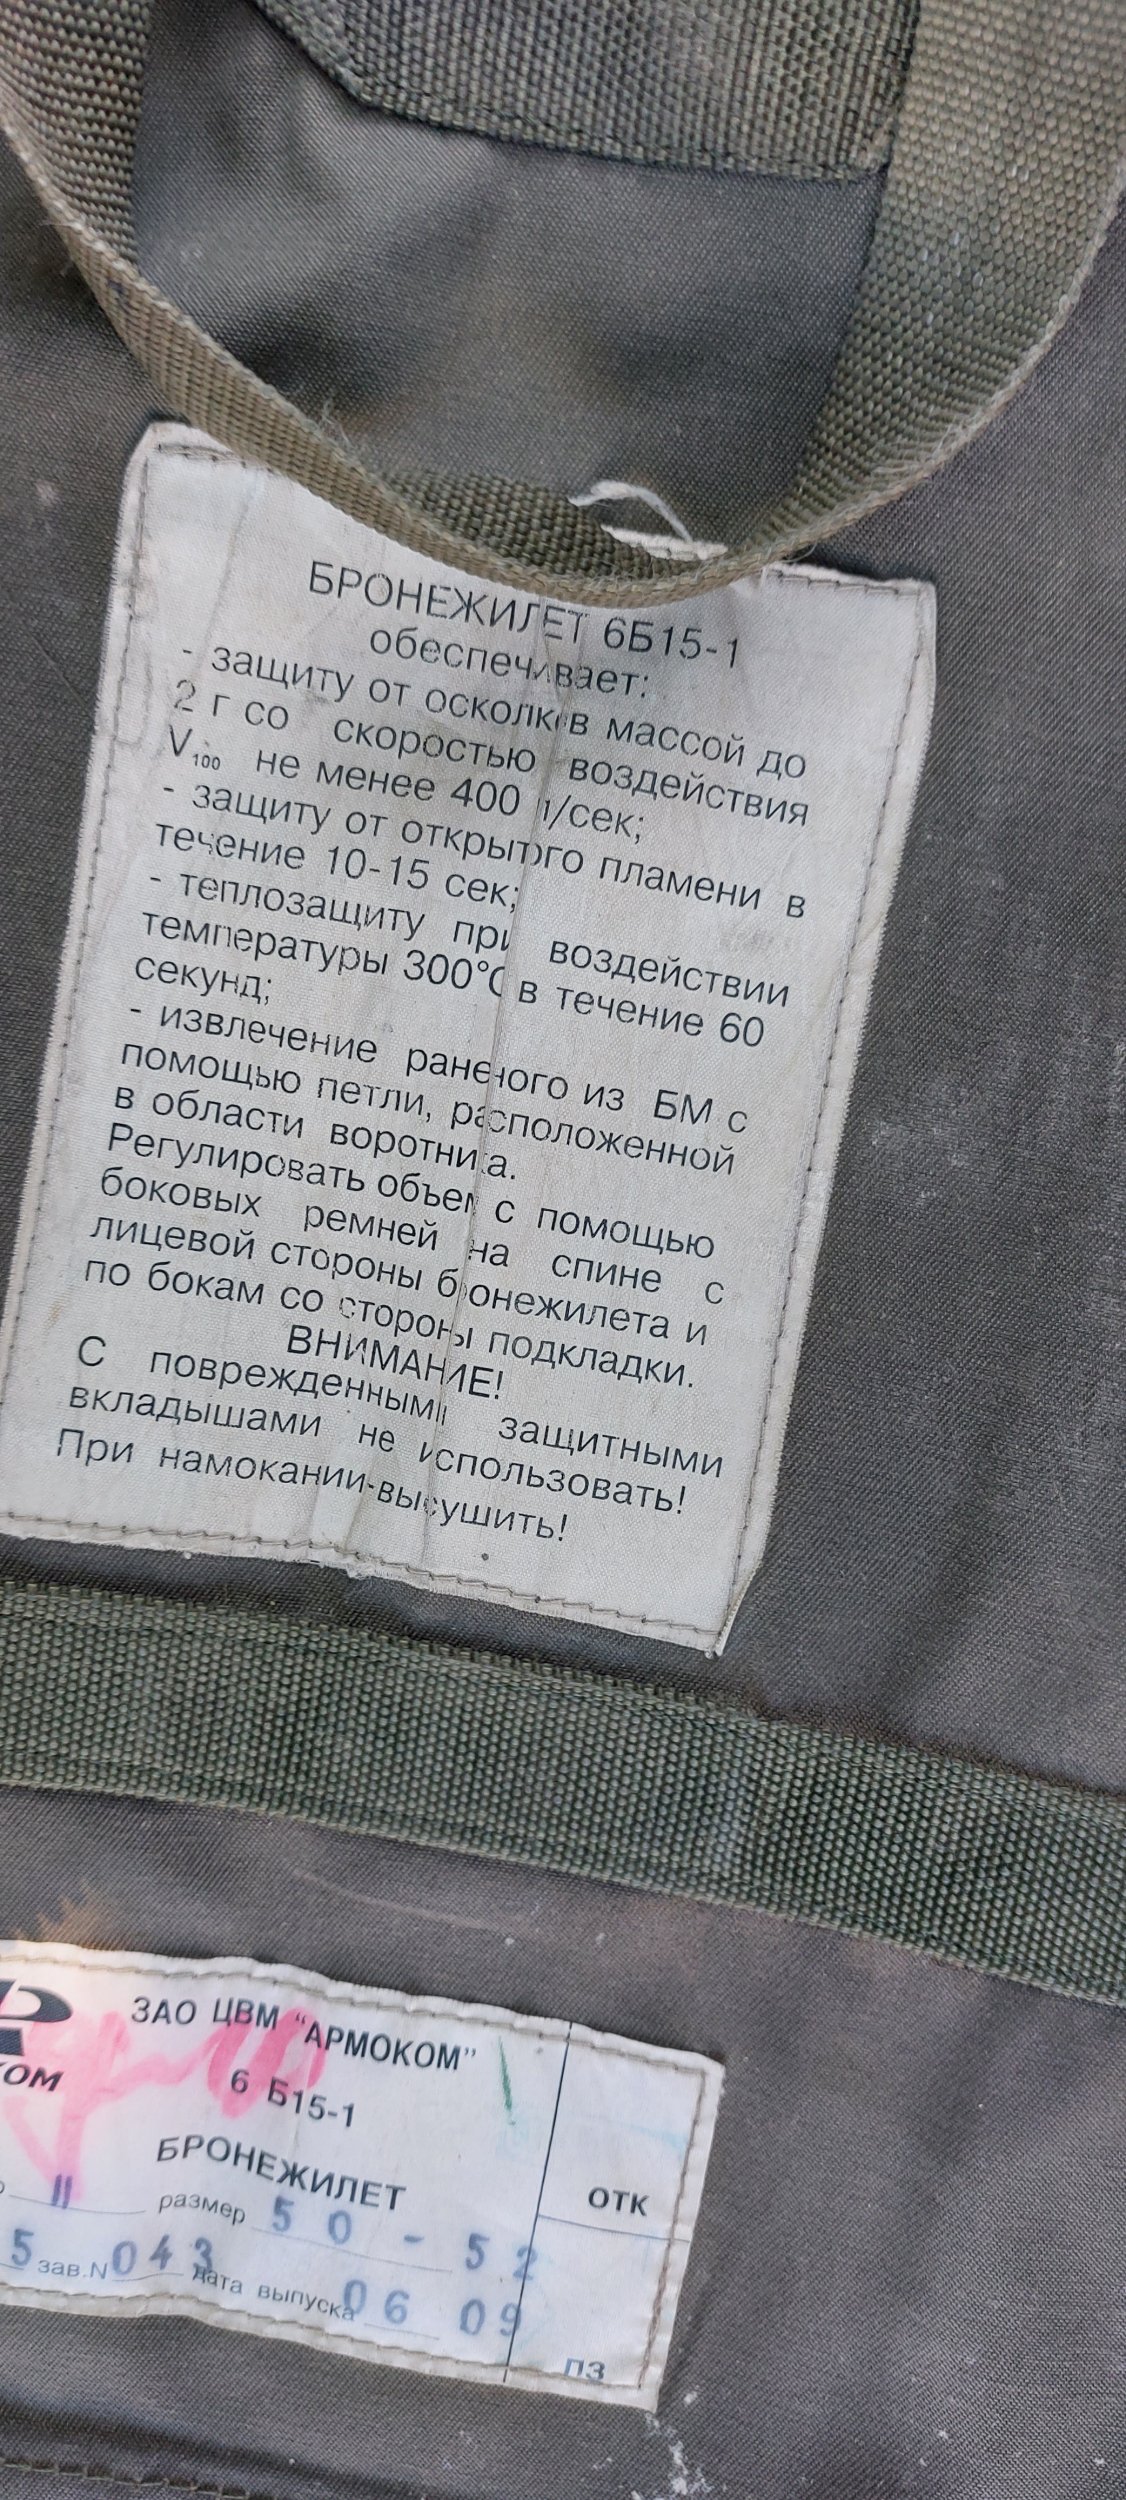 БРОНЕЖИЛЕТ 6Б15-1
обеспечивает:
- защиту от осколков массой до
2 г со скоростью воздействия
V₁₀₀ не менее 400 м/сек;
- защиту от открытого пламени в
течение 10-15 сек;
- теплозащиту при воздействии
температуры 300°С в течение 60
секунд;
- извлечение раненого из БМ с
помощью петли, расположенной
в области воротника.
Регулировать объем с помощью
боковых ремней на спине с
лицевой стороны бронежилета и
по бокам со стороны подкладки.
ВНИМАНИЕ!
С поврежденными защитными
вкладышами не использовать!
При намокании-высушить!
ЗАО ЦВМ "АРМОКОМ"
ком
6 Б15-1
БРОНЕЖИЛЕТ
ОТК
II размер 50 - 52
5 зав.N 043 дата выпуска 06 09
ПЗ